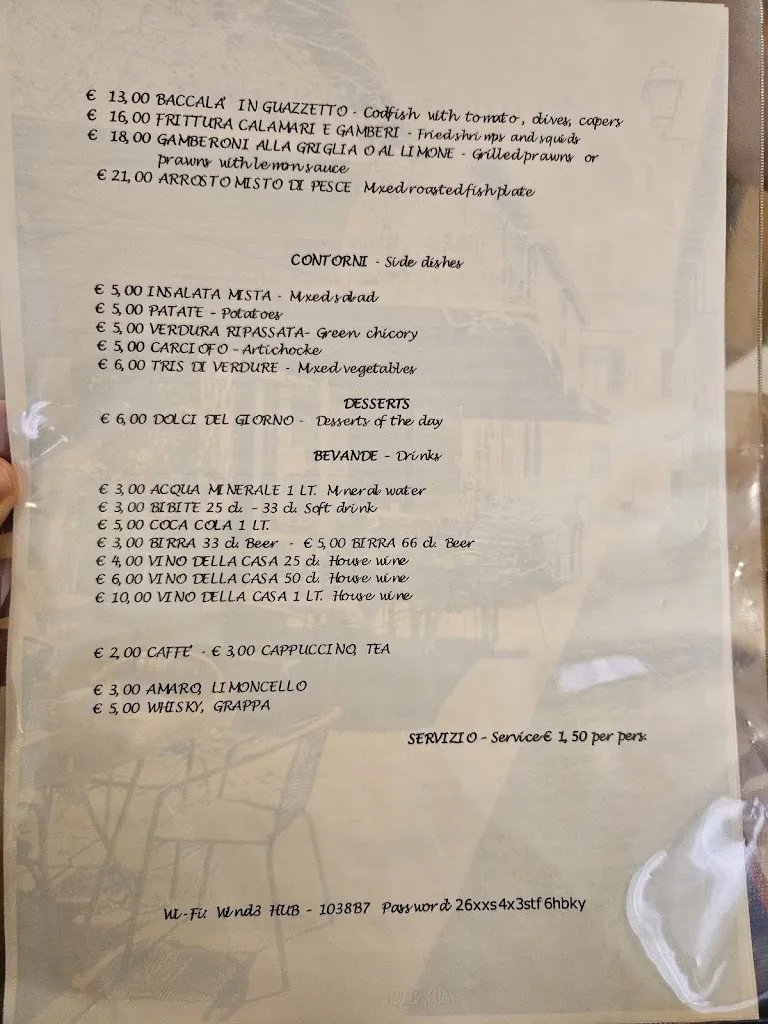 € 13,00 BACCALA' IN GUAZZETTO - Codfish with tomato, olives, capers
€ 16,00 FRITTURA CALAMARI E GAMBERI - Fried shrimps and squids
€ 18,00 GAMBERONI ALLA GRIGLIA O AL LIMONE - Grilled prawns or
prawns with lemon sauce
€ 21,00 ARROSTO MISTO DI PESCE Mixed roasted fish plate
CONTORNI - Side dishes
€ 5,00 INSALATA MISTA - Mixed salad
€ 5,00 PATATE - Potatoes
€ 5,00 VERDURA RIPASSATA- Green chicory
€ 5,00 CARCIOFO - Artichocke
€ 6,00 TRIS DI VERDURE - Mixed vegetables
DESSERTS
€ 6,00 DOLCI DEL GIORNO - Desserts of the day
BEVANDE - Drinks
€ 3,00 ACQUA MINERALE 1 LT. Mineral water
€ 3,00 BIBITE 25 cl. - 33 cl. Soft drink
€ 5,00 COCA COLA 1 LT.
€ 3,00 BIRRA 33 cl. Beer - € 5,00 BIRRA 66 cl. Beer
€ 4,00 VINO DELLA CASA 25 cl. House wine
€ 6,00 VINO DELLA CASA 50 cl. House wine
€ 10,00 VINO DELLA CASA 1 LT. House wine
€ 2,00 CAFFE' - € 3,00 CAPPUCCINO, TEA
€ 3,00 AMARO, LIMONCELLO
€ 5,00 WHISKY, GRAPPA
SERVIZIO - Service € 1,50 per pers.
Wi-Fi: Wind3 HUB - 1038B7 Password: 26xxs4x3stf6hbky